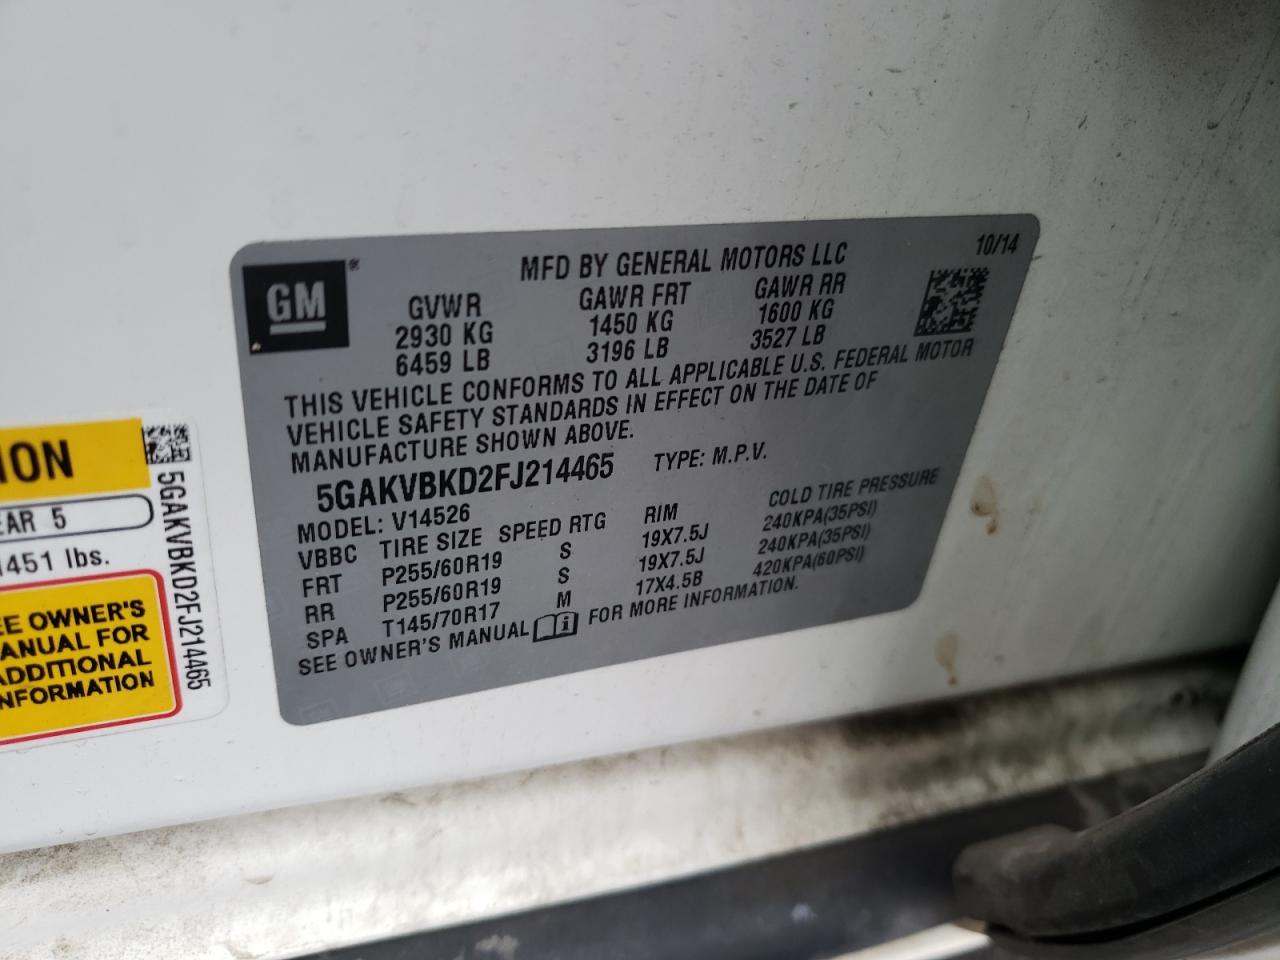 GM
MFD BY GENERAL MOTORS LLC
10/14
GVWR GAWR FRT GAWR RR
2930 KG 1450 KG 1600 KG
6459 LB 3196 LB 3527 LB
THIS VEHICLE CONFORMS TO ALL APPLICABLE U.S. FEDERAL MOTOR
VEHICLE SAFETY STANDARDS IN EFFECT ON THE DATE OF
MANUFACTURE SHOWN ABOVE.
5GAKVBKD2FJ214465 TYPE: M.P.V.
MODEL: V14526
VBBC TIRE SIZE SPEED RTG RIM COLD TIRE PRESSURE
FRT P255/60R19 S 19X7.5J 240KPA(35PSI)
RR P255/60R19 S 19X7.5J 240KPA(35PSI)
SPA T145/70R17 M 17X4.5B 420KPA(60PSI)
SEE OWNER'S MANUAL i FOR MORE INFORMATION.
ION
EAR 5
1451 lbs.
EE OWNER'S
ANUAL FOR
ADDITIONAL
NFORMATION
5GAKVBKD2FJ214465